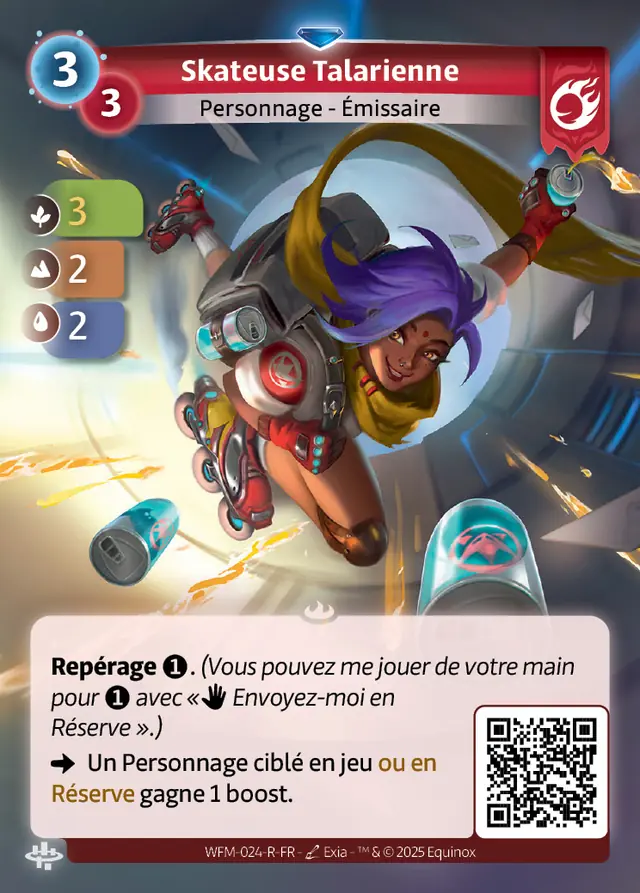 3
3
Skateuse Talarienne
Personnage - Émissaire
3
2
2
Repérage 1. (Vous pouvez me jouer de votre main
pour 1 avec « Envoyez-moi en
Réserve ».)
Un Personnage ciblé en jeu ou en
Réserve gagne 1 boost.
WFM-024-R-FR - Exia - ™ & © 2025 Equinox